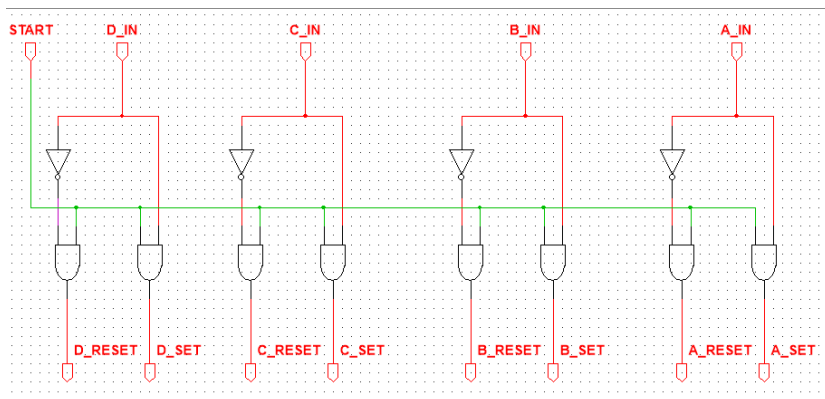 START D_IN C_IN B_IN A_IN
D_RESET D_SET C_RESET C_SET B_RESET B_SET A_RESET A_SET